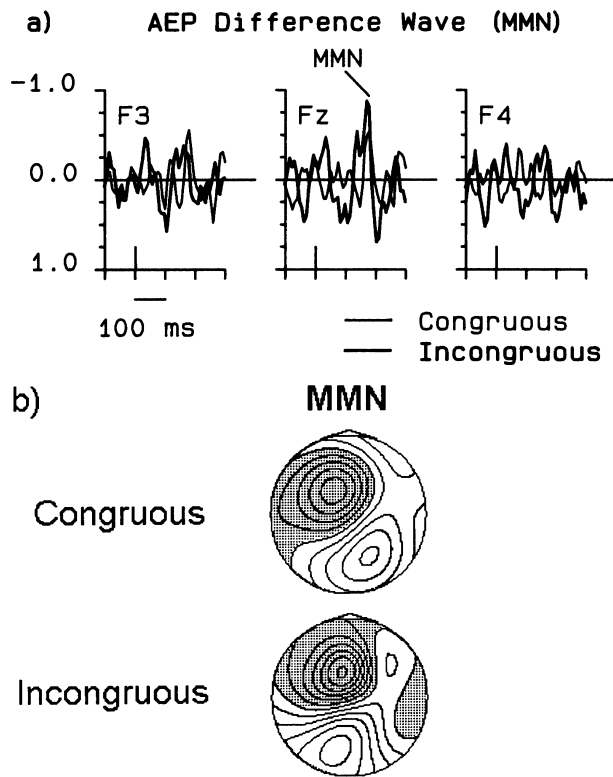 a) AEP Difference Wave (MMN)
MMN
-1.0
F3 Fz F4
0.0
1.0
100 ms
Congruous
Incongruous
b) MMN
Congruous
Incongruous